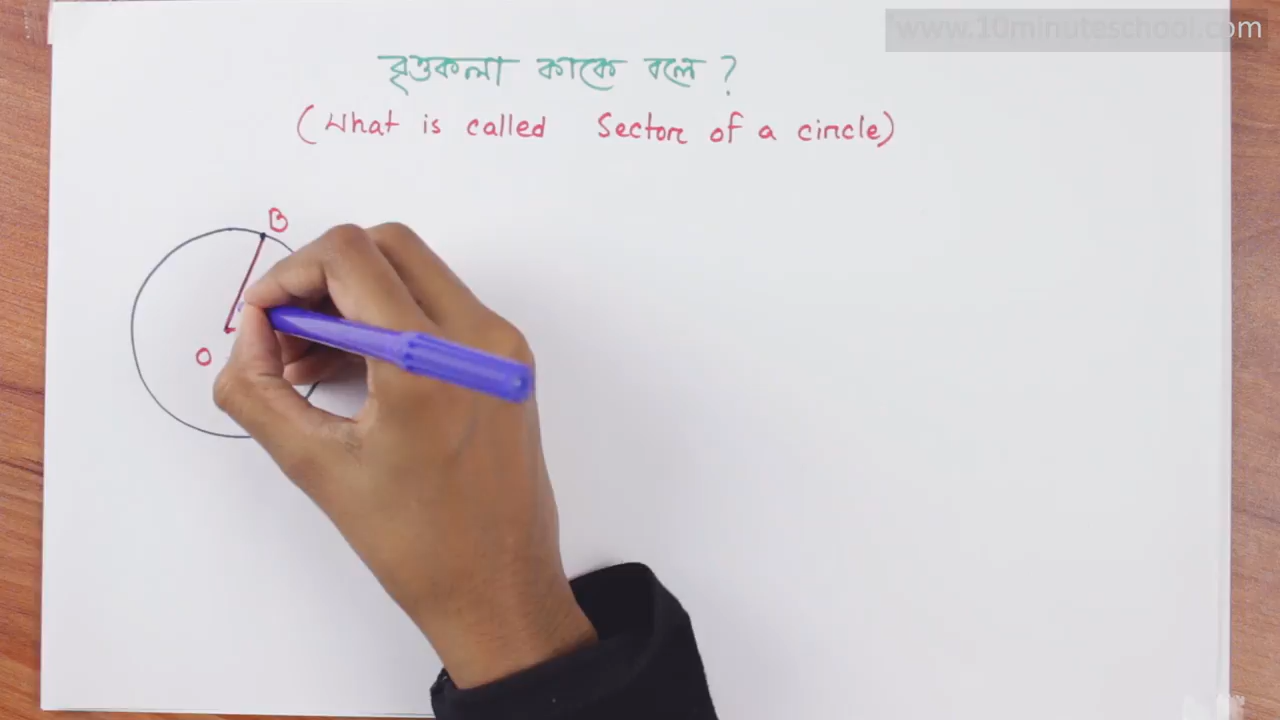 www.10minuteschool.com
বৃত্তকলা কাকে বলে ?
(What is called Sector of a circle)
B
O